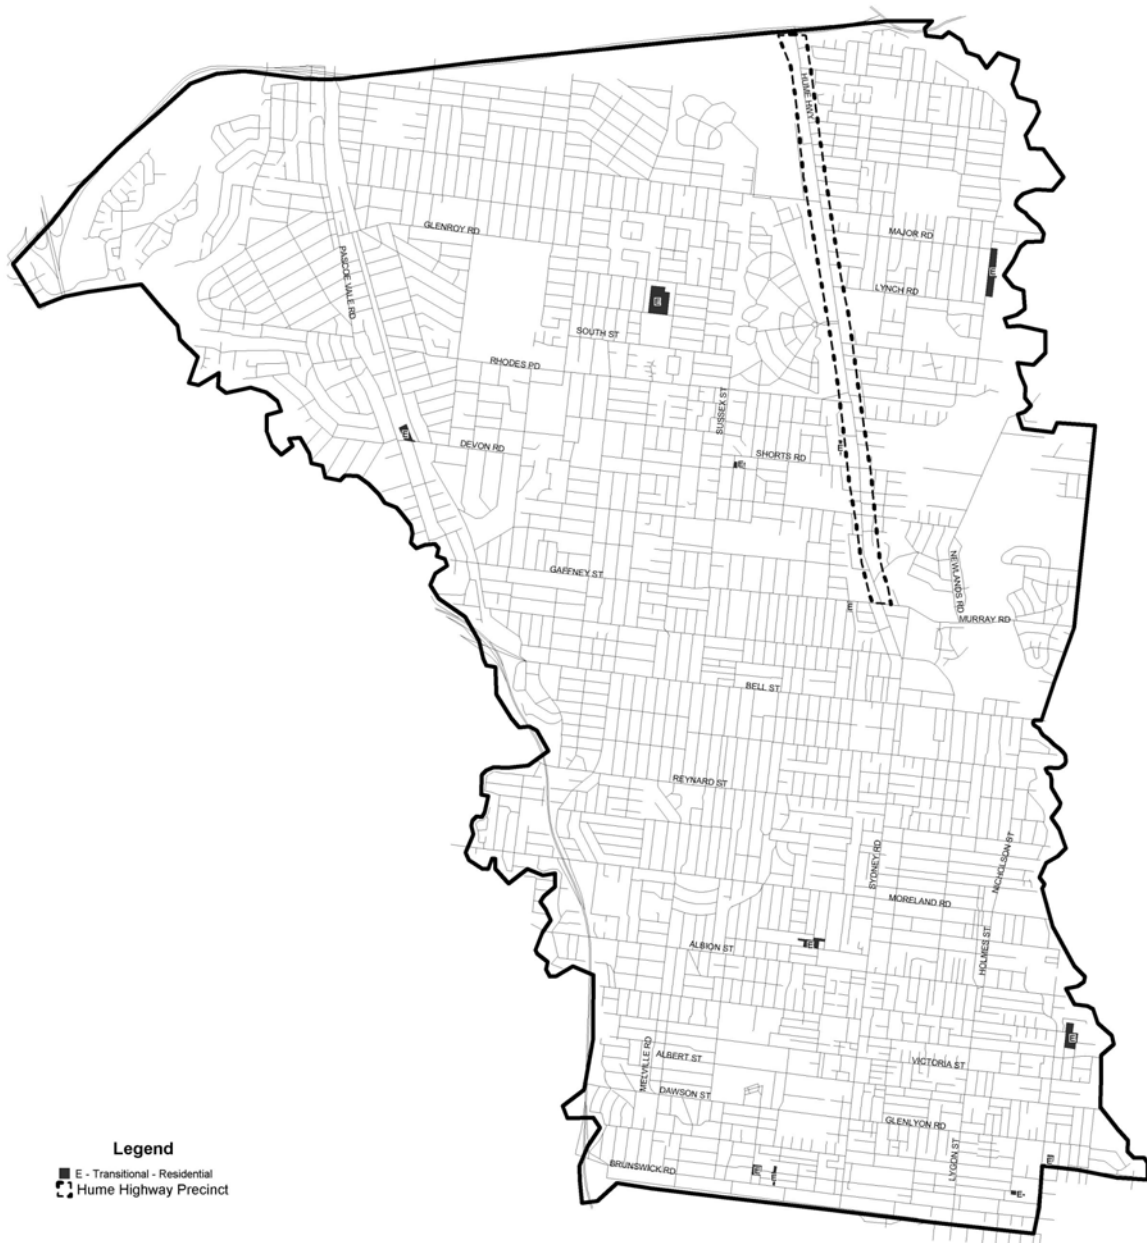 HUME HWY
GLENROY RD
MAJOR RD
PASCOE VALE RD
E
LYNCH RD
E
SOUTH ST
RHODES PD
SUSSEX ST
E
DEVON RD
SHORTS RD
E
E
GAFFNEY ST
NEWLANDS RD
E
MURRAY RD
BELL ST
REYNARD ST
SYDNEY RD
NICHOLSON ST
MORELAND RD
ALBION ST
E
HOLMES ST
E
MELVILLE RD
ALBERT ST
VICTORIA ST
DAWSON ST
GLENLYON RD
Legend
LYGON ST
E
BRUNSWICK RD
E
E
E
E - Transitional - Residential
Hume Highway Precinct